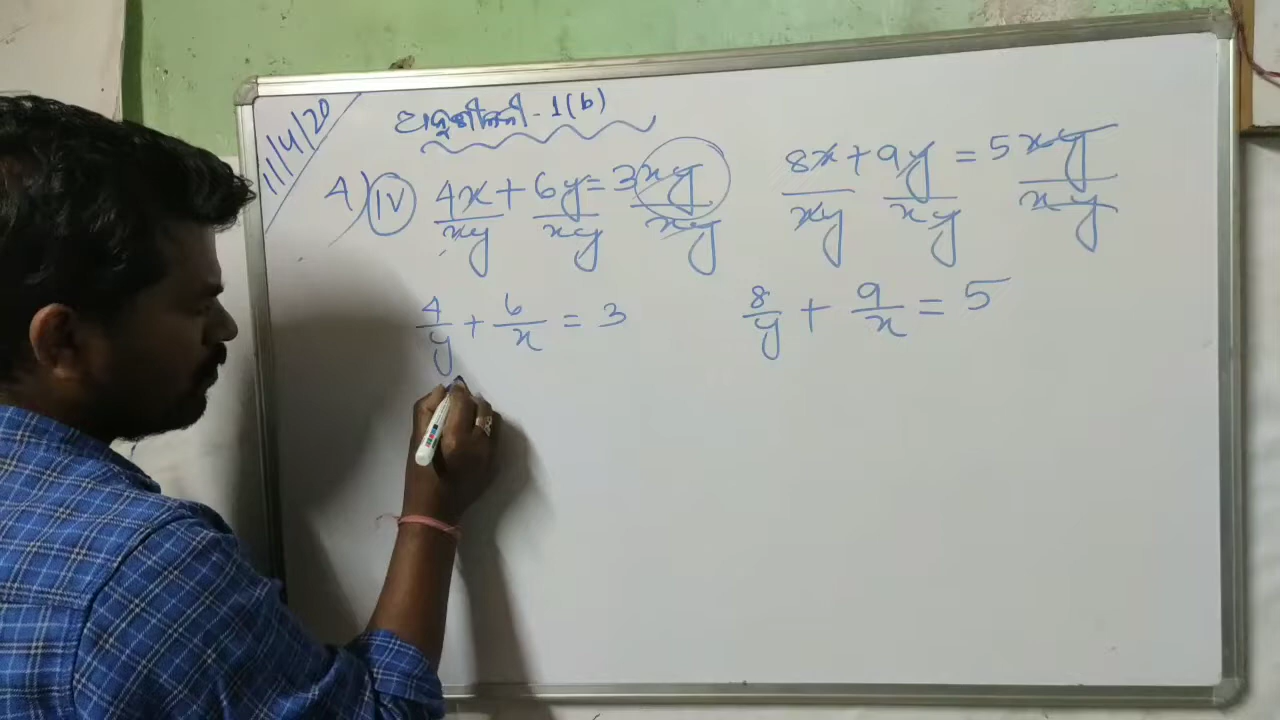 11/4/20
ଅନୁଶୀଳନୀ - 1(b)
4) (iv) 4x/xy + 6y/xy = 3xy/xy    8x/xy + 9y/xy = 5xy/xy
4/y + 6/x = 3    8/y + 9/x = 5